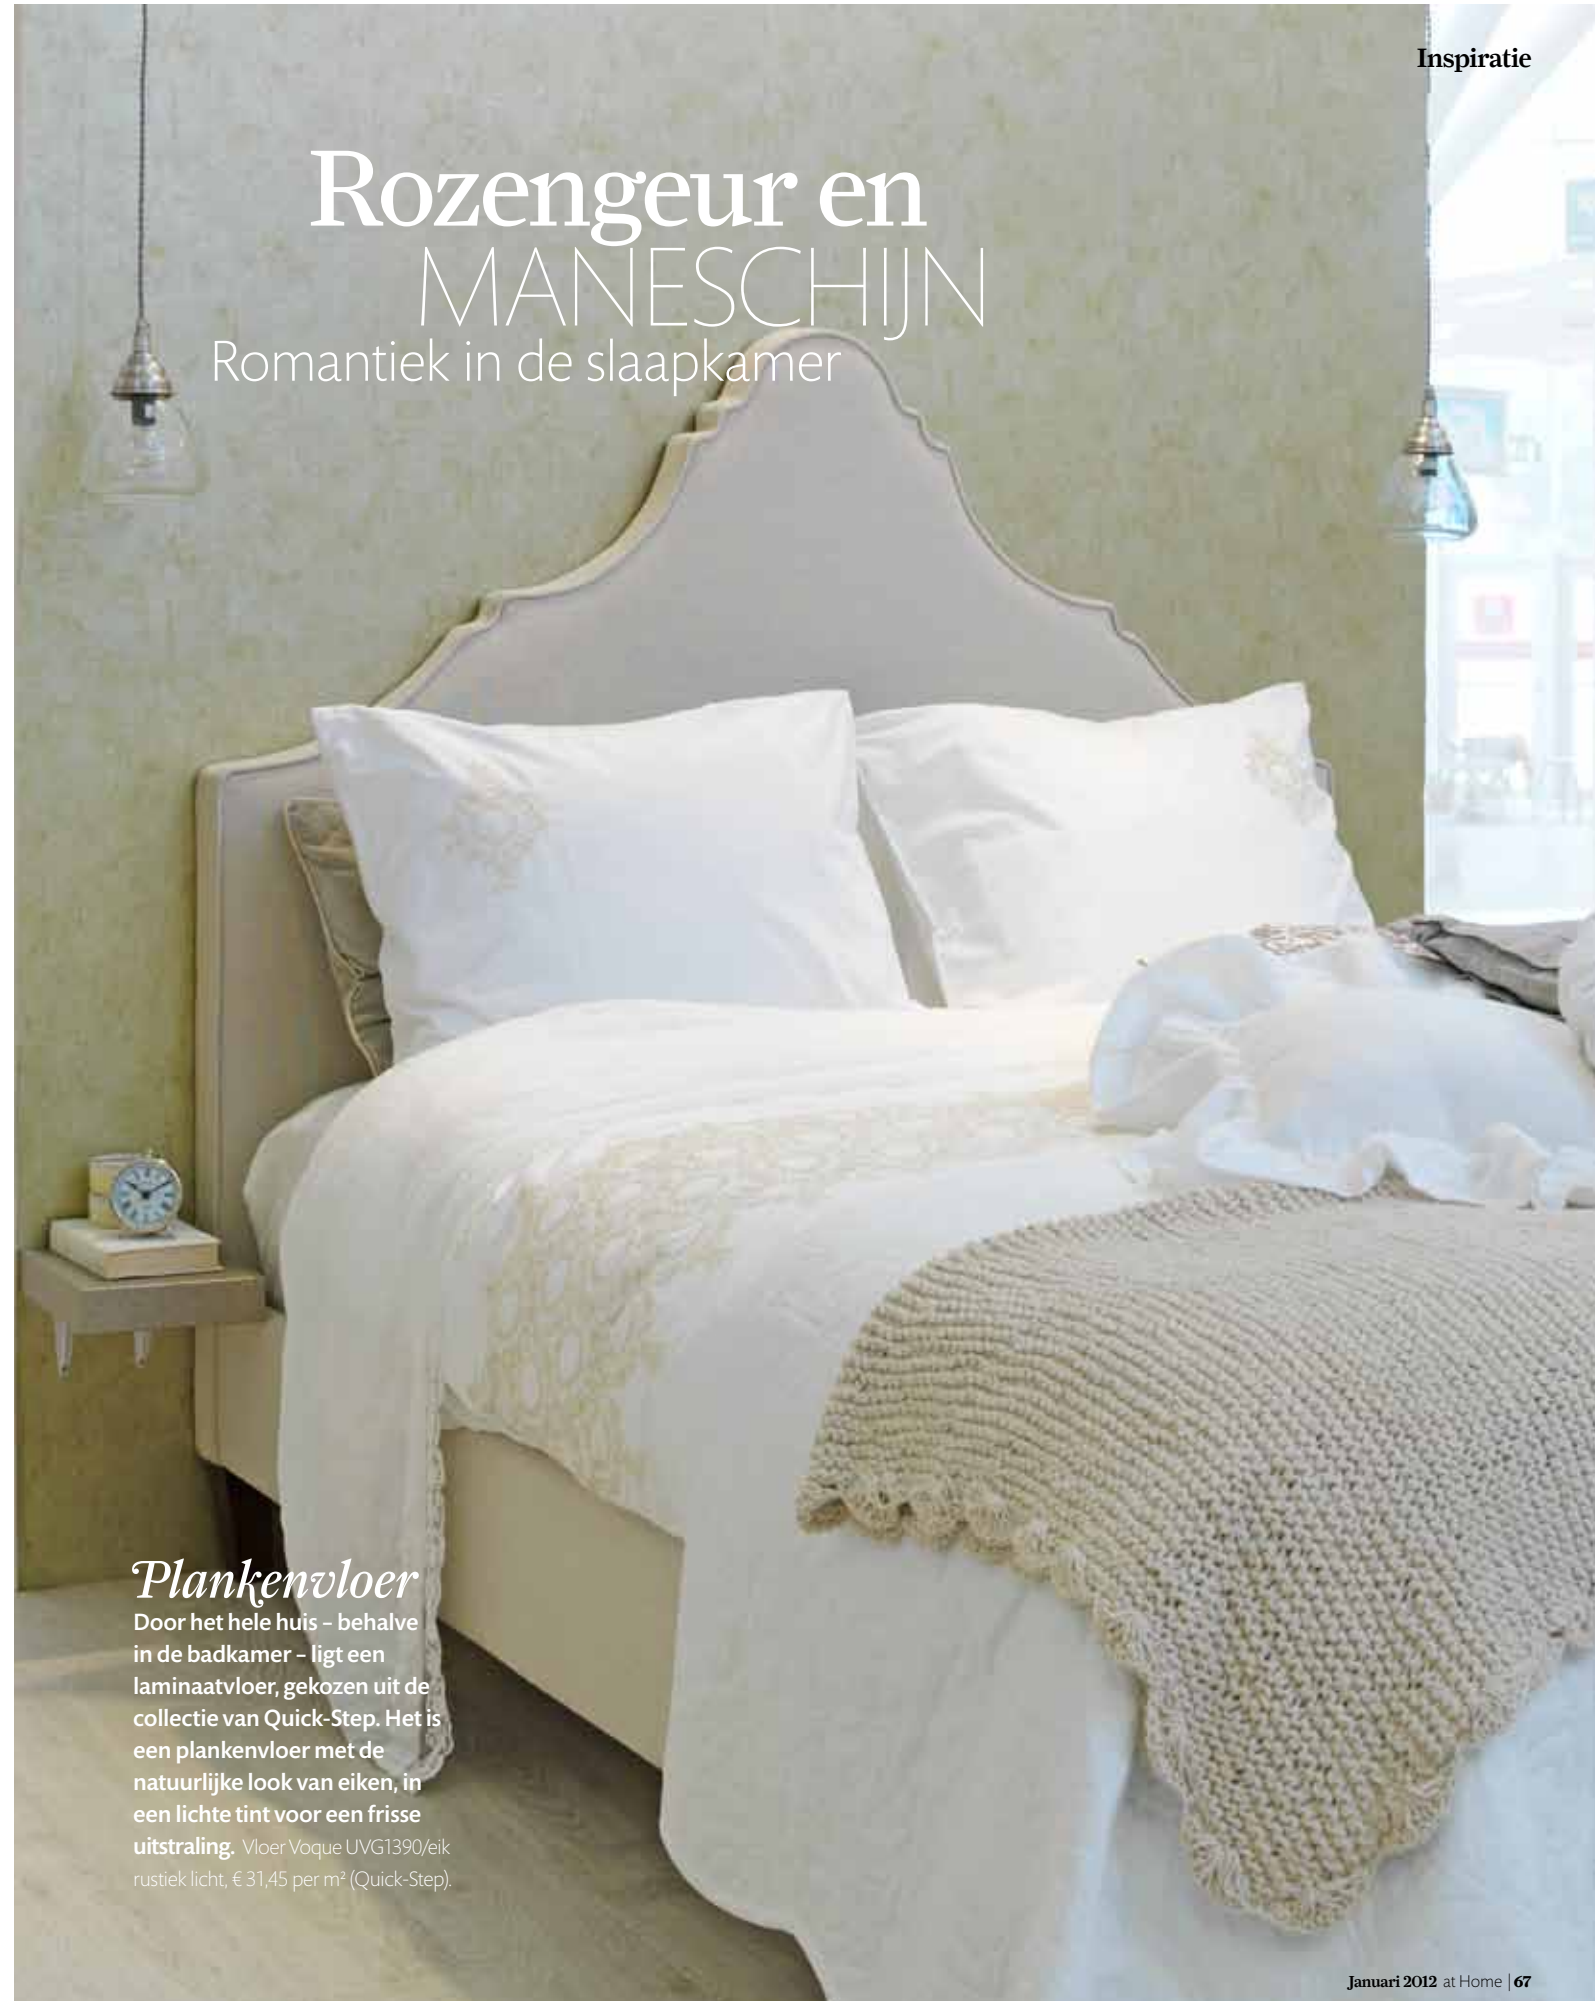 Inspiratie
Rozengeur en
MANESCHIJN
Romantiek in de slaapkamer
Plankenvloer
Door het hele huis – behalve
in de badkamer – ligt een
laminaatvloer, gekozen uit de
collectie van Quick-Step. Het is
een plankenvloer met de
natuurlijke look van eiken, in
een lichte tint voor een frisse
uitstraling. Vloer Voque UVG1390/eik
rustiek licht, € 31,45 per m² (Quick-Step).
Januari 2012 at Home | 67